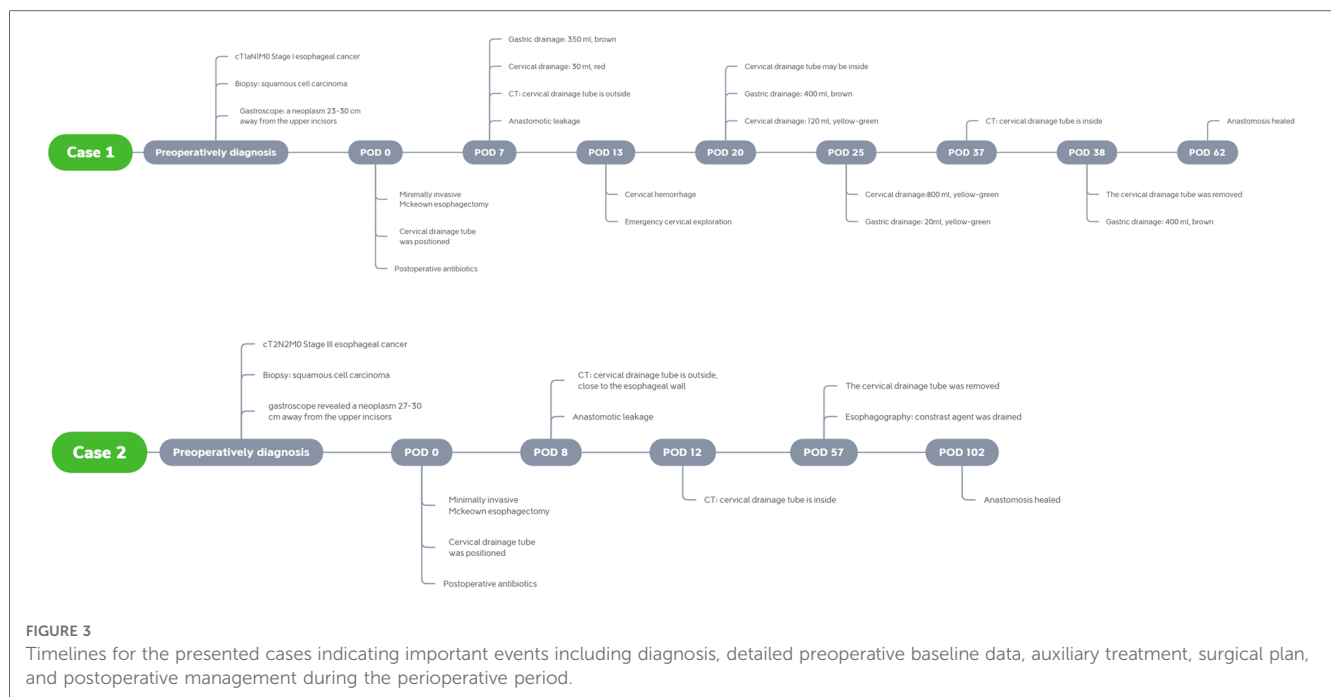 Case 1
Preoperatively diagnosis
cT1aN1M0 Stage I esophageal cancer
Biopsy: squamous cell carcinoma
Gastroscope: a neoplasm 23-30 cm
away from the upper incisors
POD 0
Minimally invasive
Mckeown esophagectomy
Cervical drainage tube
was positioned
Postoperative antibiotics
POD 7
Gastric drainage: 350 ml, brown
Cervical drainage: 30 ml, red
CT: cervical drainage tube is outside
Anastomotic leakage
POD 13
Cervical hemorrhage
Emergency cervical exploration
POD 20
Cervical drainage tube may be inside
Gastric drainage: 400 ml, brown
Cervical drainage: 120 ml, yellow-green
POD 25
Cervical drainage:800 ml, yellow-green
Gastric drainage: 20ml, yellow-green
POD 37
CT: cervical drainage tube is inside
POD 38
The cervical drainage tube was removed
Gastric drainage: 400 ml, brown
POD 62
Anastomosis healed
Case 2
Preoperatively diagnosis
cT2N2M0 Stage III esophageal cancer
Biopsy: squamous cell carcinoma
gastroscope revealed a neoplasm 27-30
cm away from the upper incisors
POD 0
Minimally invasive
Mckeown esophagectomy
Cervical drainage tube
was positioned
Postoperative antibiotics
POD 8
CT: cervical drainage tube is outside,
close to the esophageal wall
Anastomotic leakage
POD 12
CT: cervical drainage tube is inside
POD 57
The cervical drainage tube was removed
Esophagography: constrast agent was drained
POD 102
Anastomosis healed
FIGURE 3
Timelines for the presented cases indicating important events including diagnosis, detailed preoperative baseline data, auxiliary treatment, surgical plan,
and postoperative management during the perioperative period.